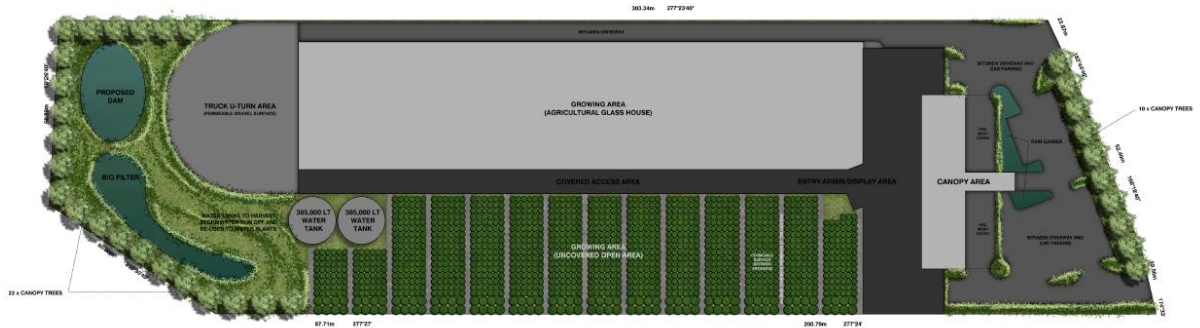 303.34m 277°23'40"
BITUMEN DRIVEWAY
BITUMEN DRIVEWAY AND
CAR PARKING
PROPOSED
DAM
TRUCK U-TURN AREA
(PERMEABLE GRAVEL SURFACE)
GROWING AREA
(AGRICULTURAL GLASS HOUSE)
10 x CANOPY TREES
RAIN GARDEN
BIO FILTER
COVERED ACCESS AREA
ENTRY/ADMIN/DISPLAY AREA
CANOPY AREA
WATER TANKS TO HARVEST
RE-USED TO WATER PLANTS
385,000 LT
WATER
TANK
385,000 LT
WATER
TANK
GROWING AREA
(UNCOVERED OPEN AREA)
BITUMEN DRIVEWAY AND
CAR PARKING
22 x CANOPY TREES
67.71m 277°27'
200.79m 277°24'